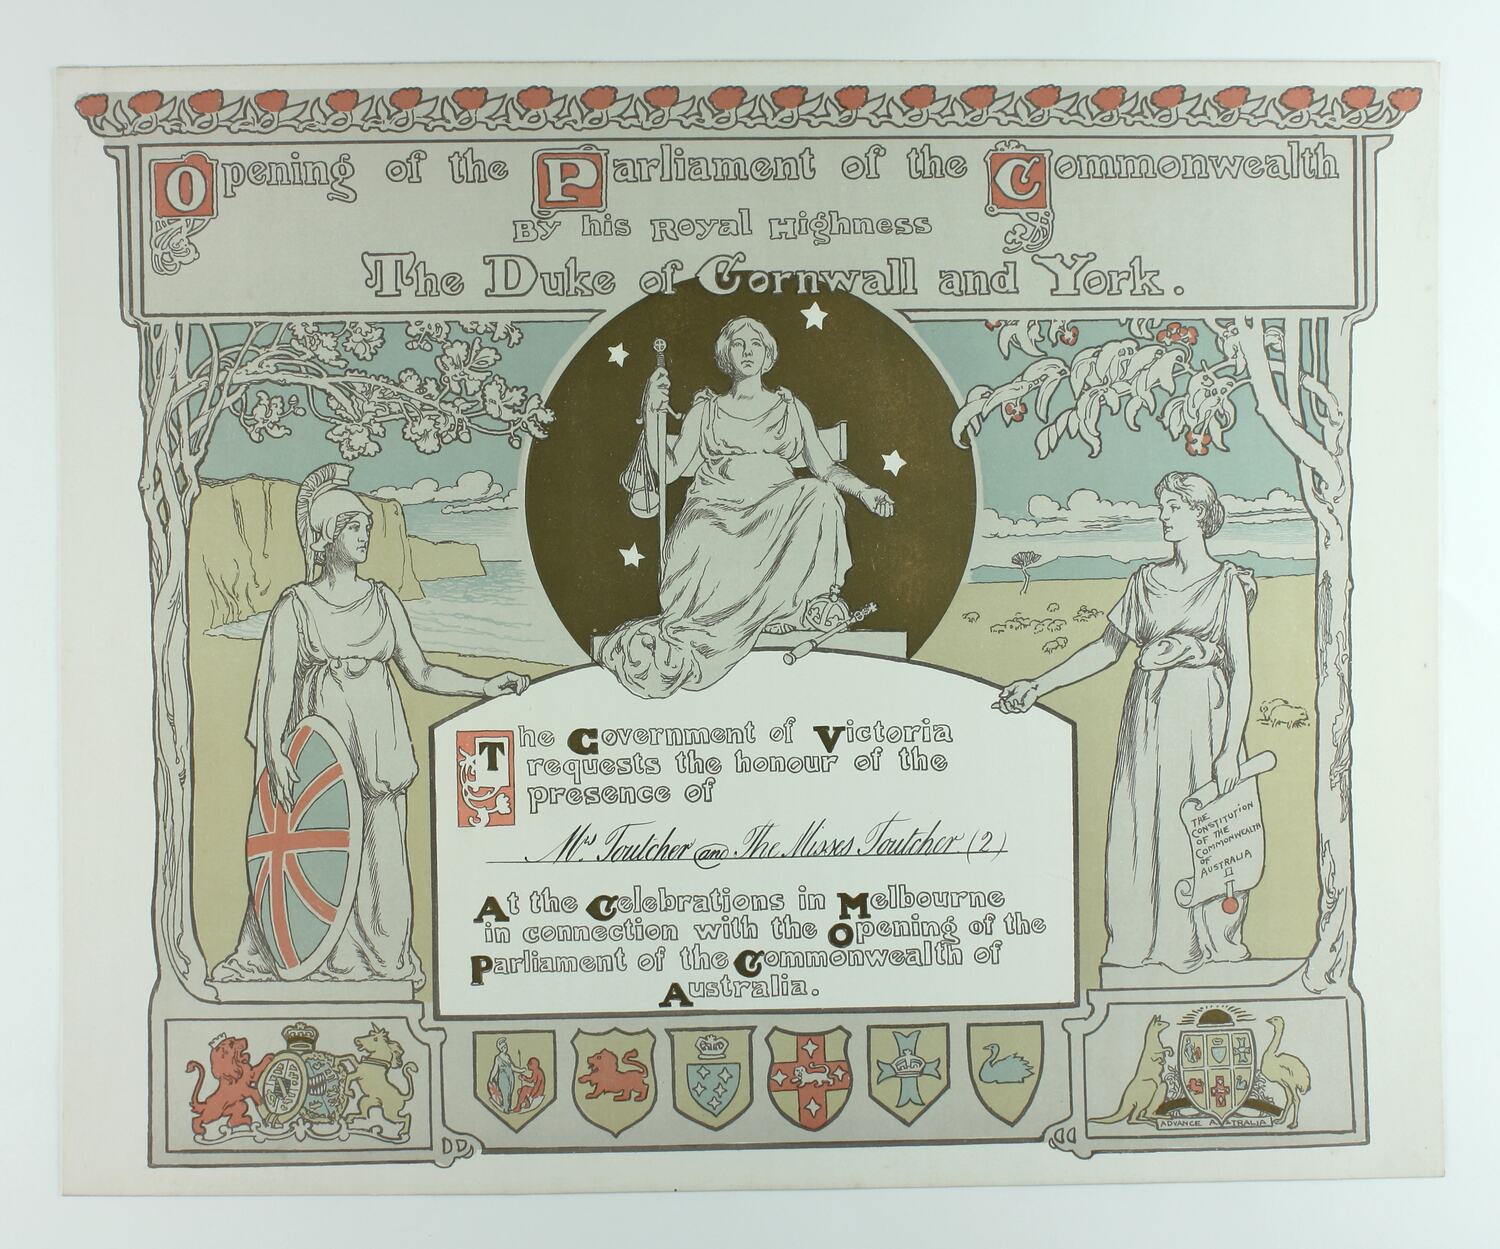 Opening of the Parliament of the Commonwealth
By his Royal Highness
The Duke of Cornwall and York.
The Government of Victoria
requests the honour of the
presence of
Mrs Toutcher and The Misses Toutcher (2)
At the Celebrations in Melbourne
in connection with the Opening of the
Parliament of the Commonwealth of
Australia.
THE
CONSTITUTION
OF THE
COMMONWEALTH
OF
AUSTRALIA
ADVANCE AUSTRALIA